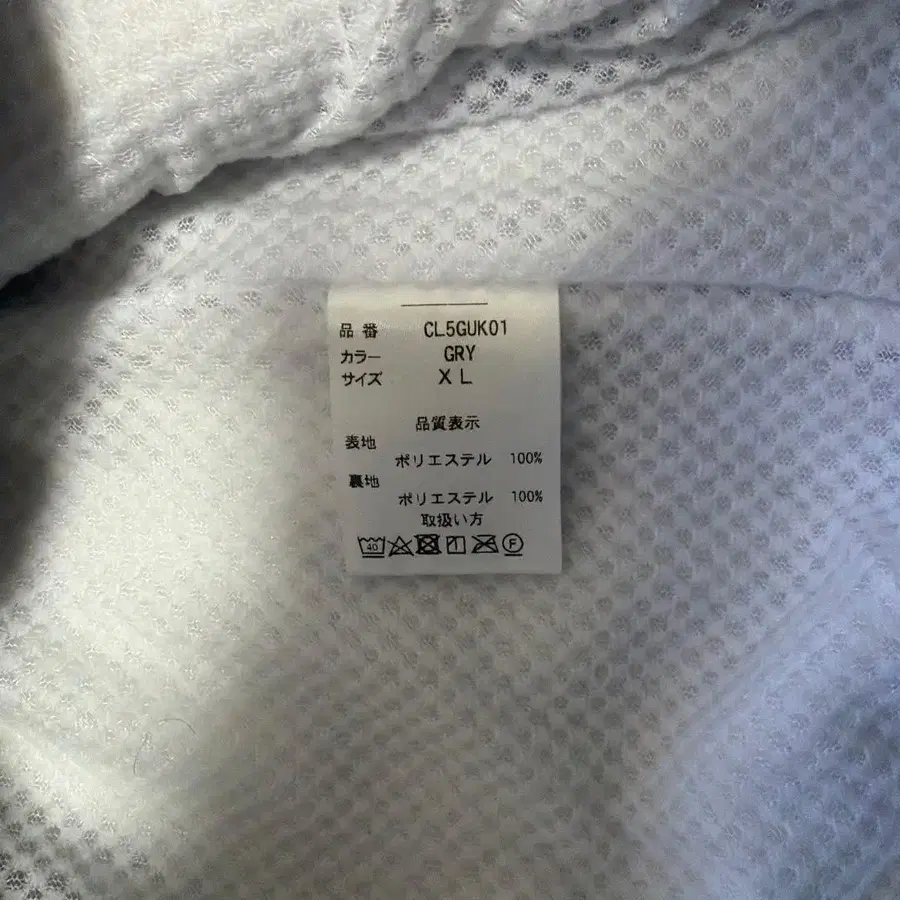 品番 CL5GUK01
カラー GRY
サイズ XL
品質表示
表地
ポリエステル 100%
裏地
ポリエステル 100%
取扱い方
40 F